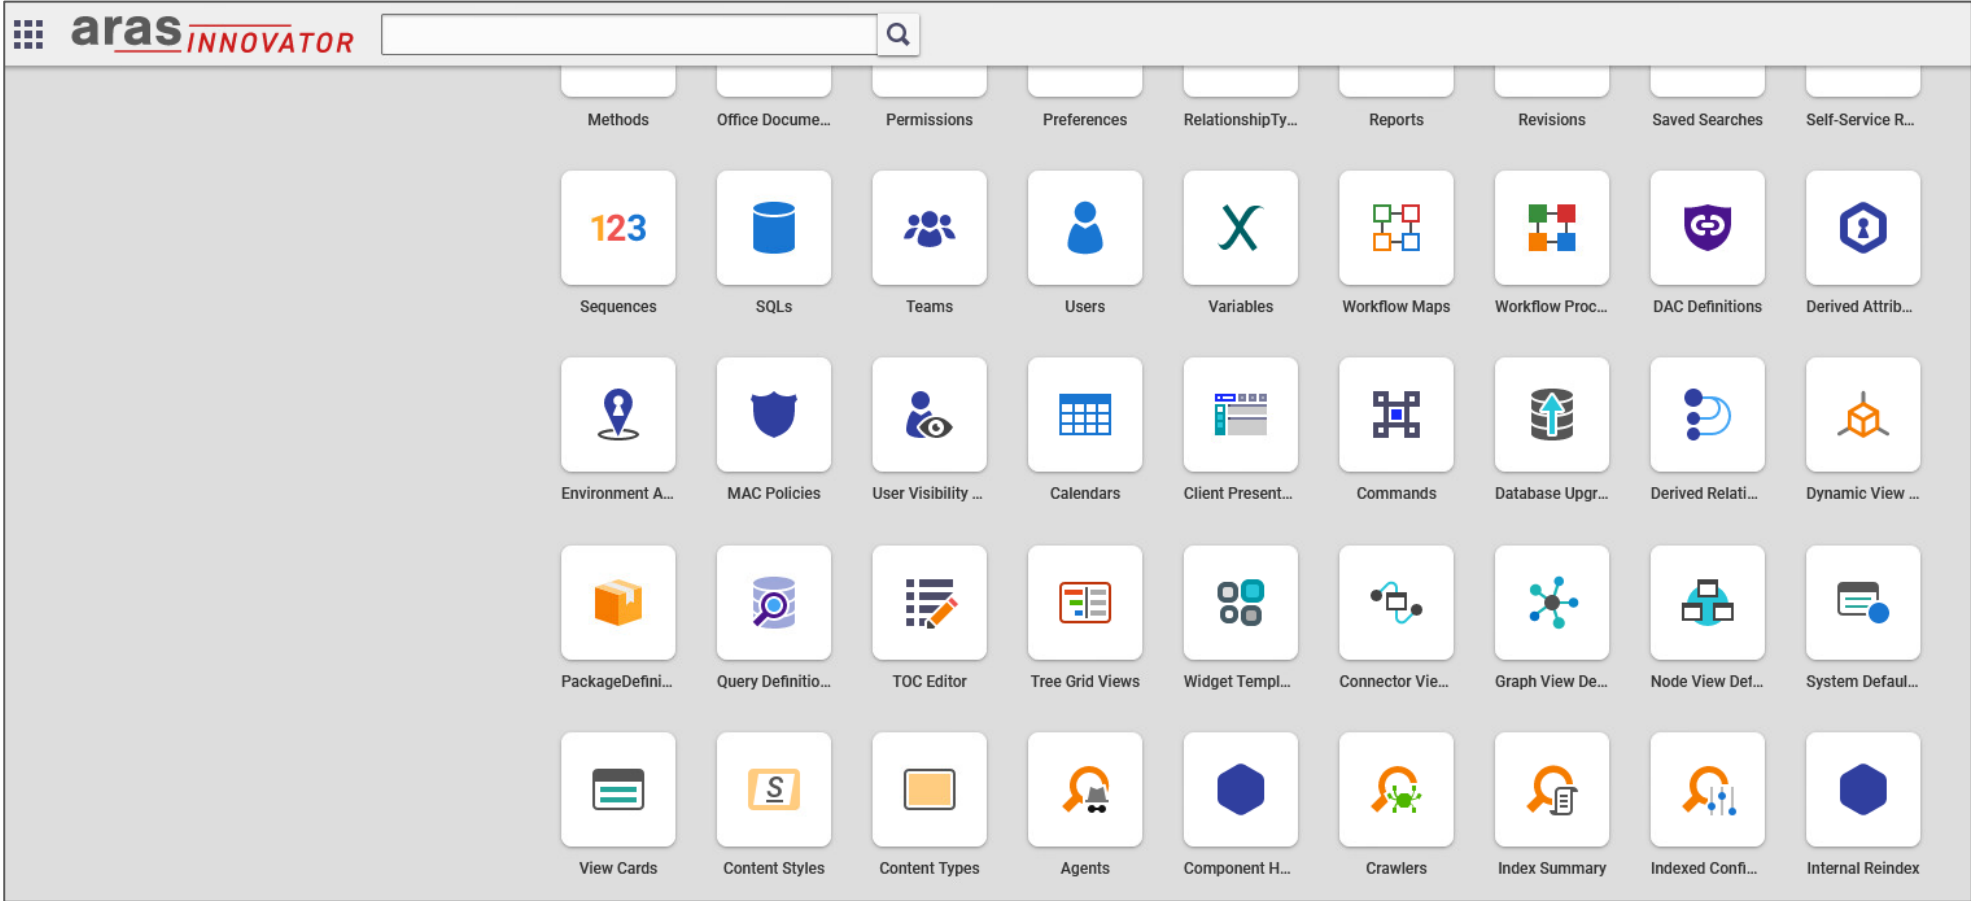 aras INNOVATOR
Methods Office Docume... Permissions Preferences RelationshipTy... Reports Revisions Saved Searches Self-Service R...
123
Sequences SQLs Teams Users Variables Workflow Maps Workflow Proc... DAC Definitions Derived Attrib...
Environment A... MAC Policies User Visibility ... Calendars Client Present... Commands Database Upgr... Derived Relati... Dynamic View ...
PackageDefini... Query Definitio... TOC Editor Tree Grid Views Widget Templ... Connector Vie... Graph View De... Node View Def... System Defaul...
S
View Cards Content Styles Content Types Agents Component H... Crawlers Index Summary Indexed Confi... Internal Reindex